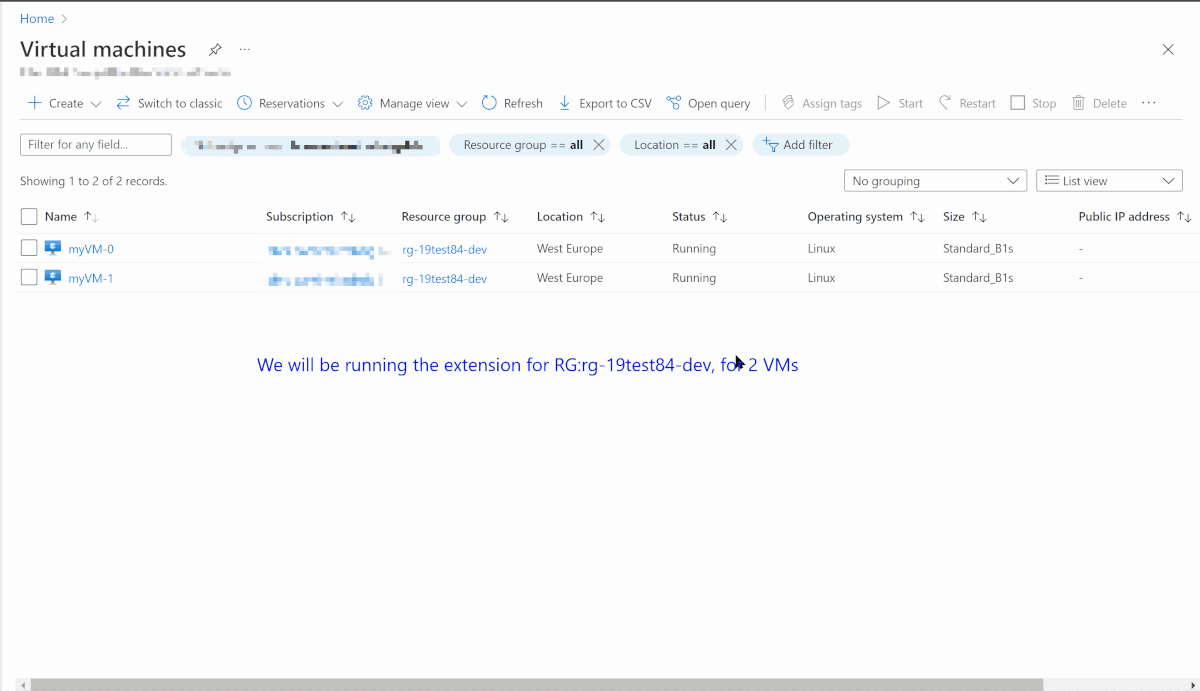 Home
Virtual machines
Create Switch to classic Reservations Manage view Refresh Export to CSV Open query Assign tags Start Restart Stop Delete
Filter for any field... Resource group == all Location == all Add filter
Showing 1 to 2 of 2 records. No grouping List view
Name Subscription Resource group Location Status Operating system Size Public IP address
myVM-0 rg-19test84-dev West Europe Running Linux Standard_B1s -
myVM-1 rg-19test84-dev West Europe Running Linux Standard_B1s -
We will be running the extension for RG:rg-19test84-dev, for 2 VMs